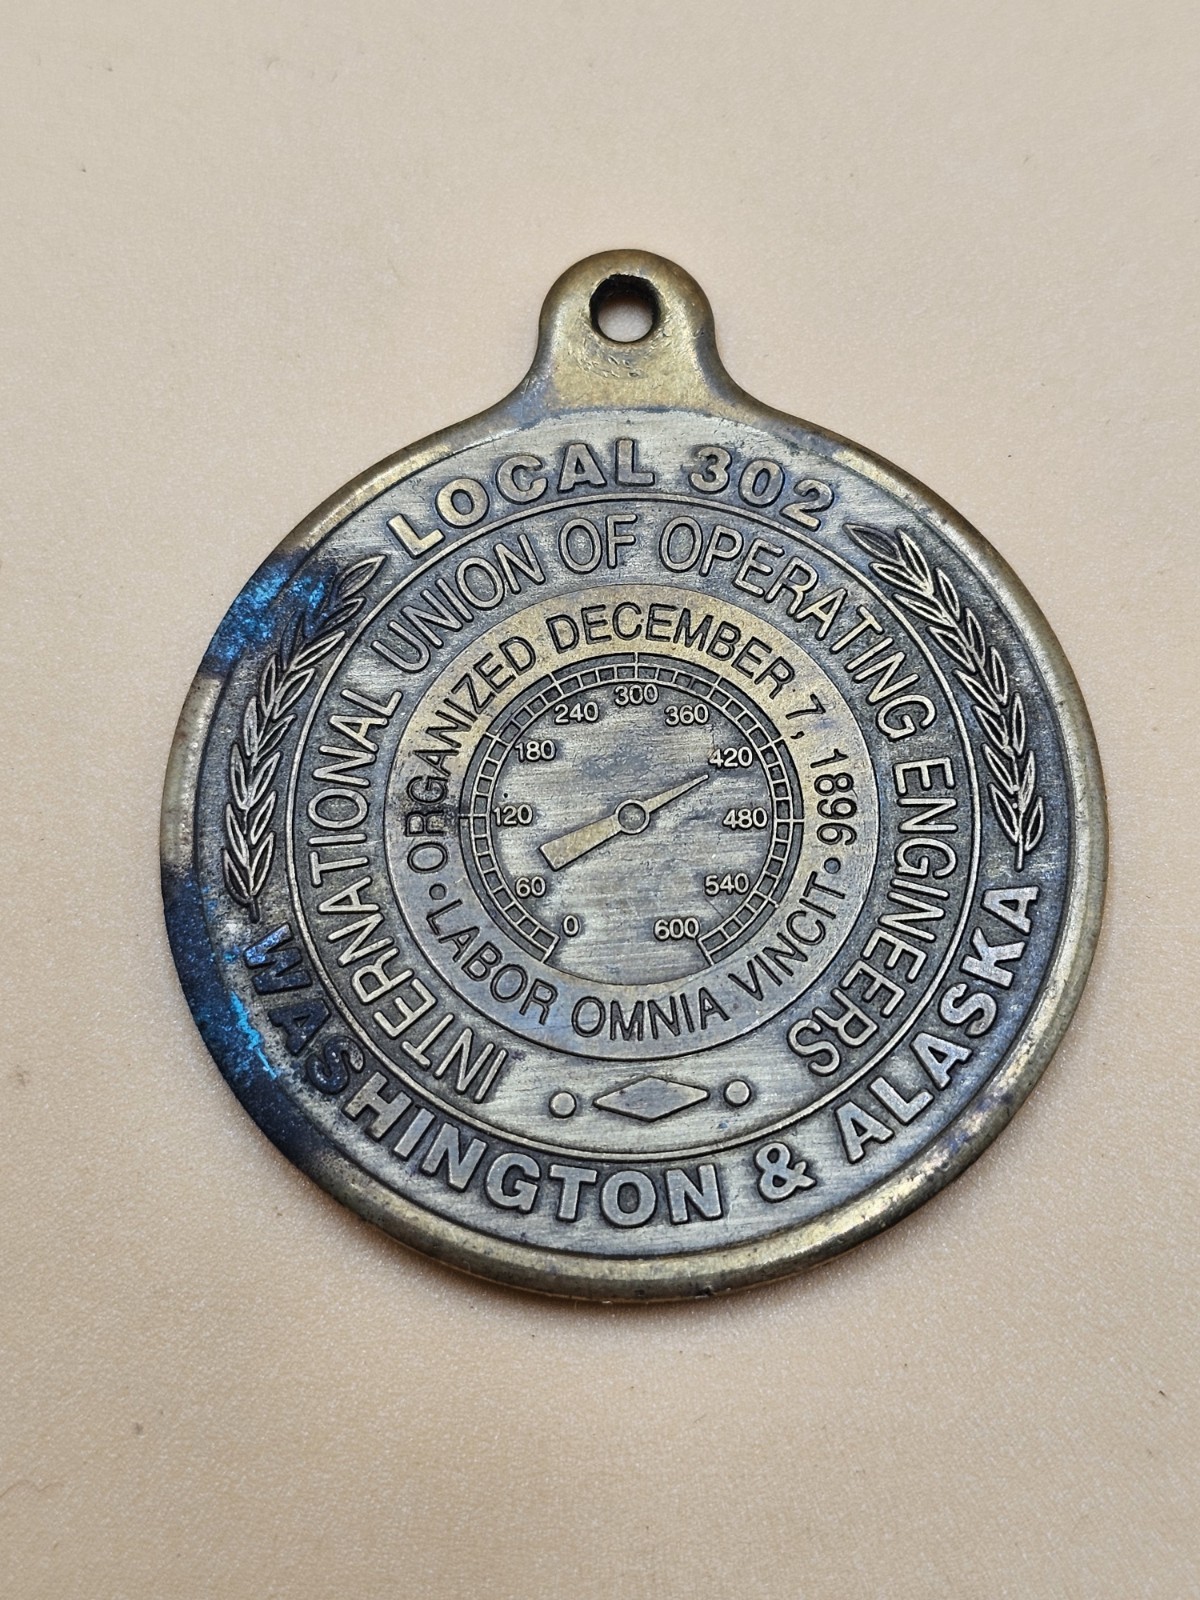 LOCAL 302
INTERNATIONAL UNION OF OPERATING ENGINEERS
ORGANIZED DECEMBER 7, 1896
• LABOR OMNIA VINCIT •
0
60
120
180
240
300
360
420
480
540
600
WASHINGTON & ALASKA